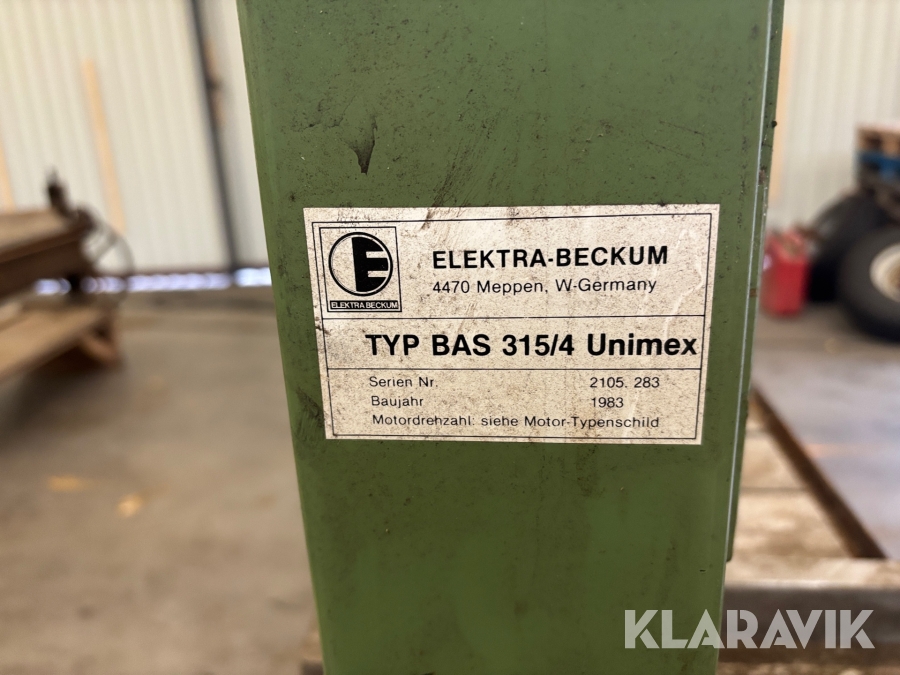 E
ELEKTRA BECKUM
ELEKTRA-BECKUM
4470 Meppen, W-Germany
TYP BAS 315/4 Unimex
Serien Nr. 2105. 283
Baujahr 1983
Motordrehzahl: siehe Motor-Typenschild
KLARAVIK